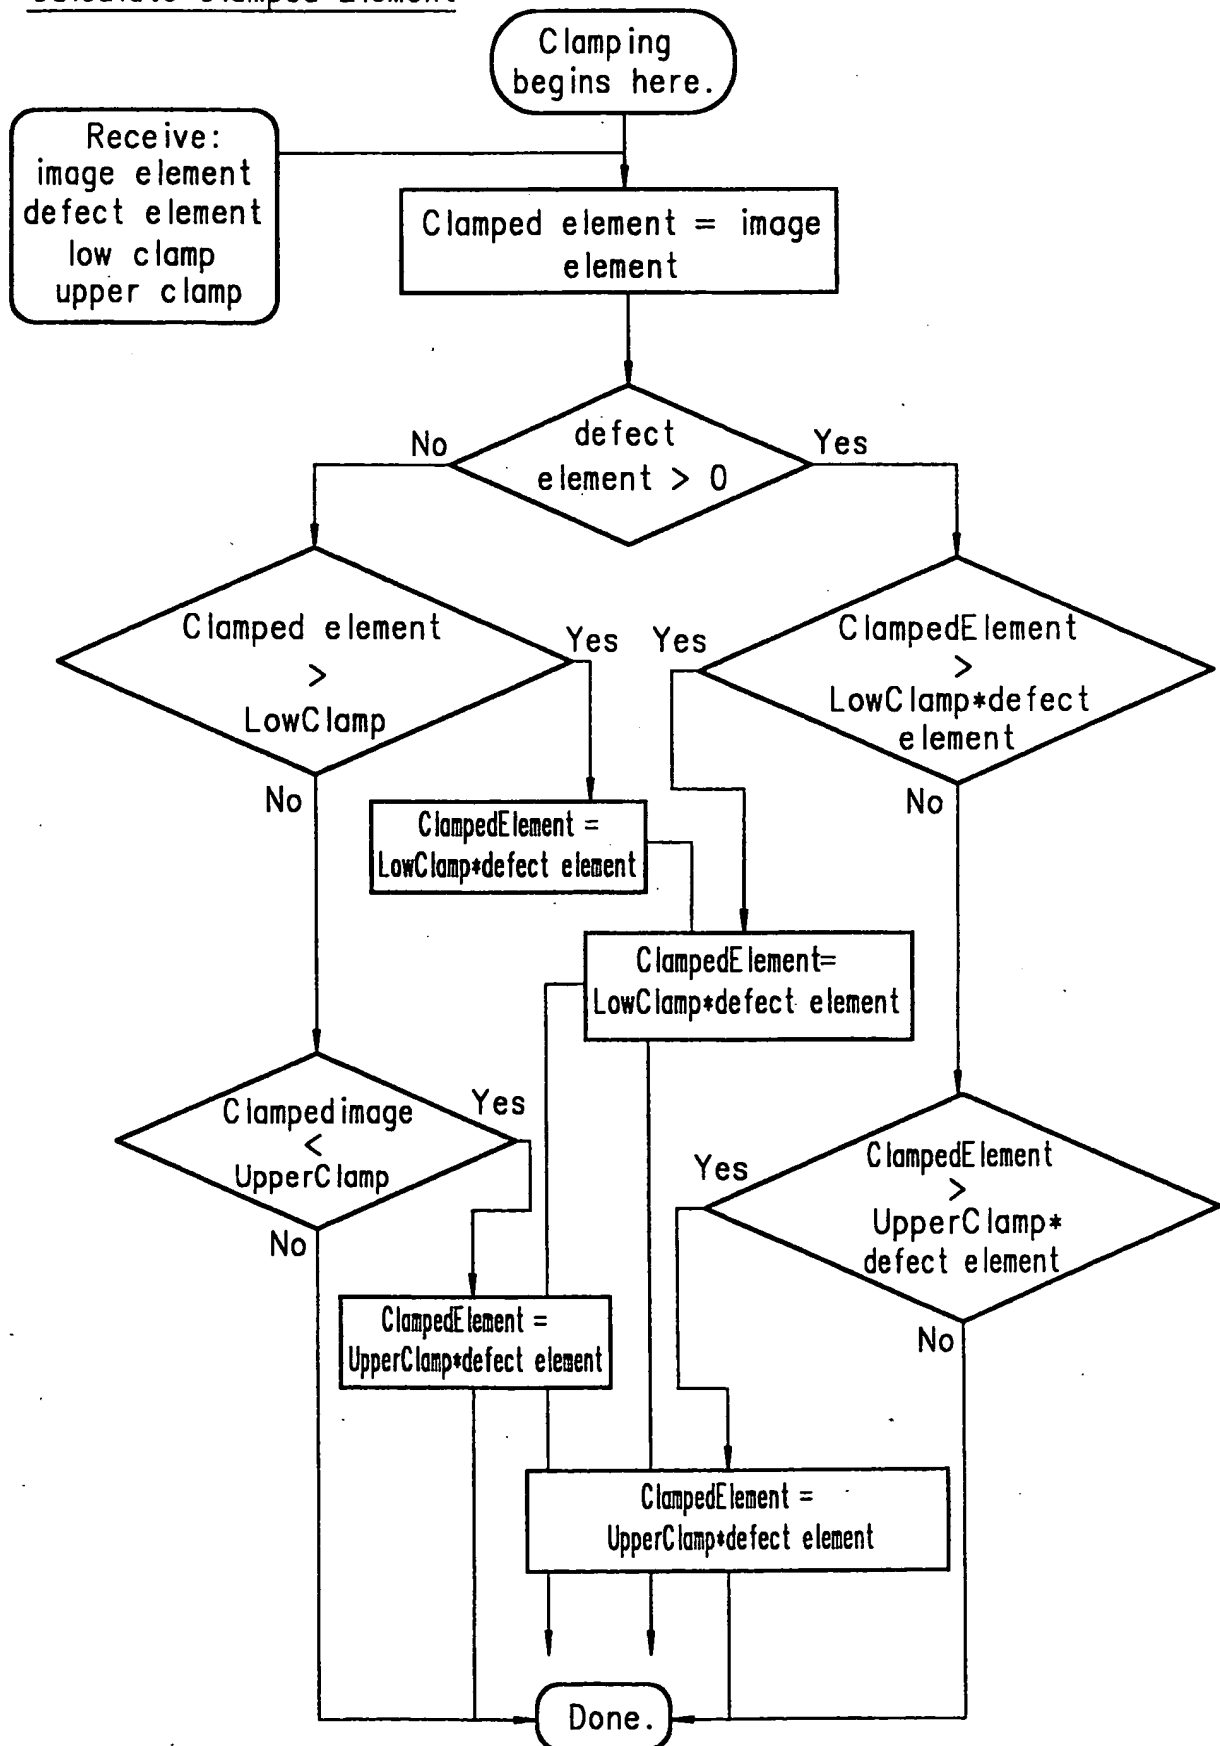 Calculate Clamped Element
Clamping
begins here.
Receive:
image element
defect element
low clamp
upper clamp
Clamped element = image
element
defect
element > 0
No
Yes
Clamped element
>
LowClamp
Yes
No
ClampedElement
>
LowClamp*defect
element
Yes
No
ClampedElement =
LowClamp*defect element
ClampedElement=
LowClamp*defect element
Clampedimage
<
UpperClamp
Yes
No
ClampedElement
>
UpperClamp*
defect element
Yes
No
ClampedElement =
UpperClamp*defect element
ClampedElement =
UpperClamp*defect element
Done.